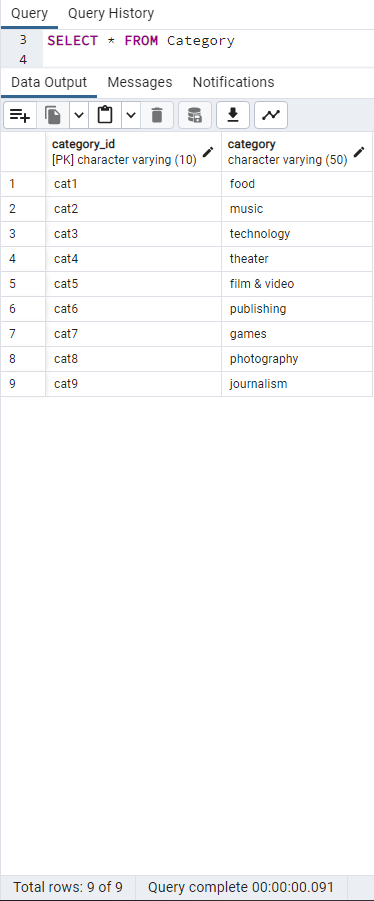 Query Query History
3 SELECT * FROM Category
4
Data Output Messages Notifications
category_id category
[PK] character varying (10) character varying (50)
1 cat1 food
2 cat2 music
3 cat3 technology
4 cat4 theater
5 cat5 film & video
6 cat6 publishing
7 cat7 games
8 cat8 photography
9 cat9 journalism
Total rows: 9 of 9 Query complete 00:00:00.091